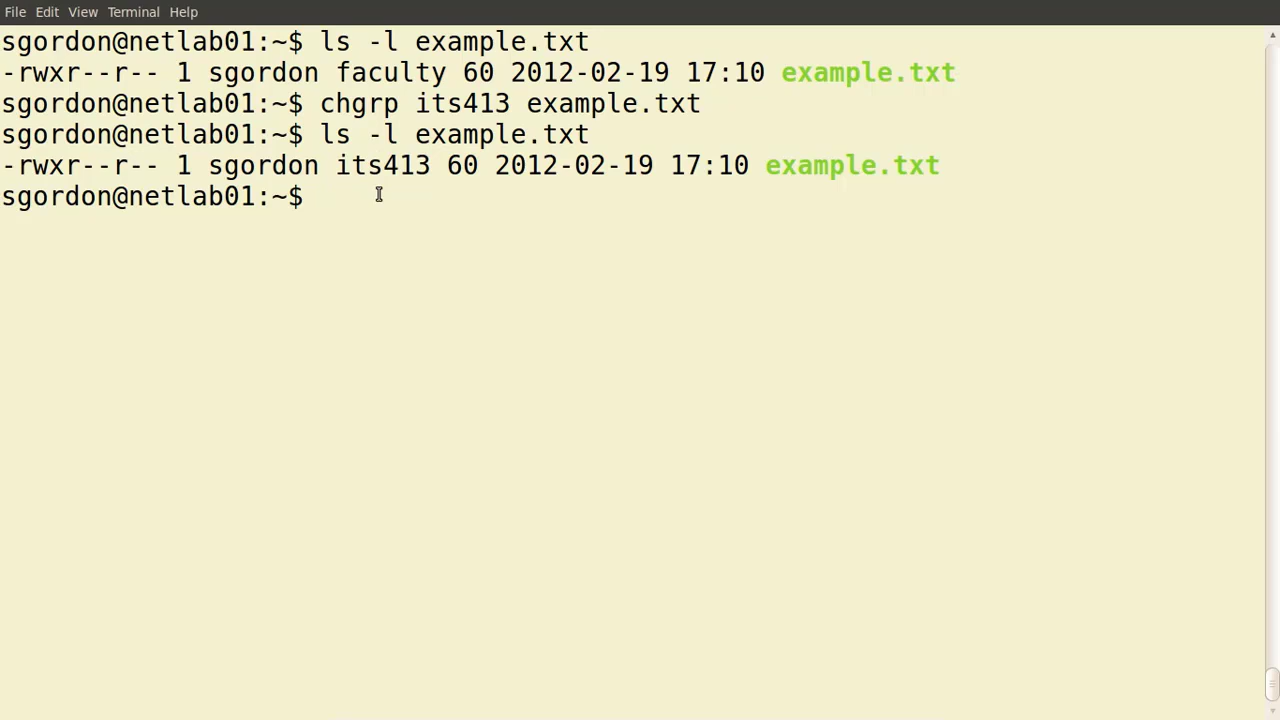 File Edit View Terminal Help
sgordon@netlab01:~$ ls -l example.txt
-rwxr--r-- 1 sgordon faculty 60 2012-02-19 17:10 example.txt
sgordon@netlab01:~$ chgrp its413 example.txt
sgordon@netlab01:~$ ls -l example.txt
-rwxr--r-- 1 sgordon its413 60 2012-02-19 17:10 example.txt
sgordon@netlab01:~$